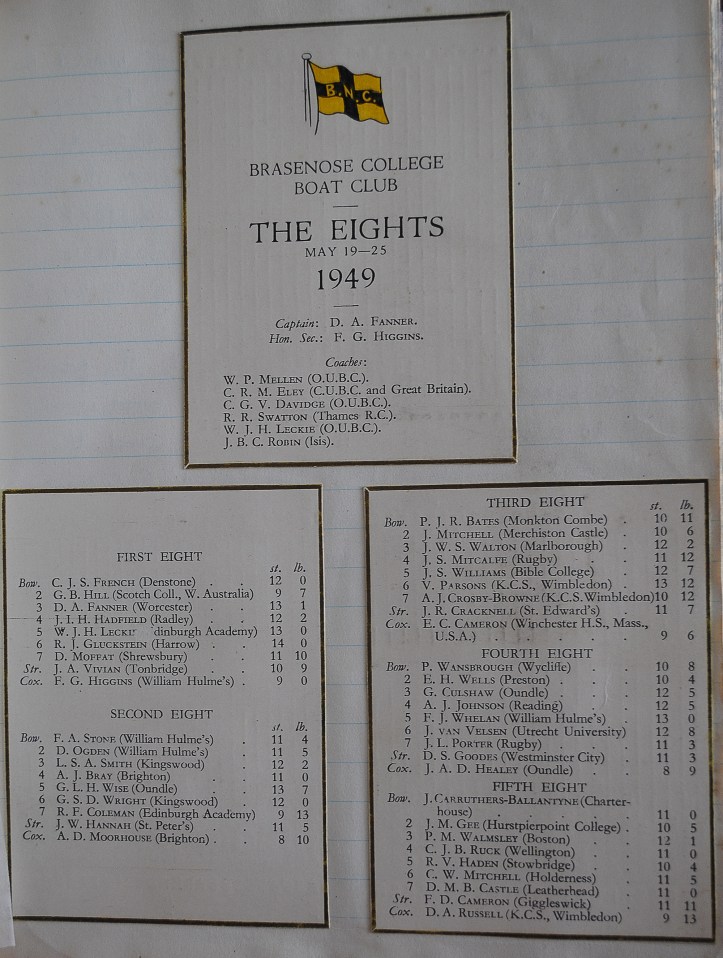 B.N.C.
BRASENOSE COLLEGE
BOAT CLUB
THE EIGHTS
MAY 19—25
1949
Captain: D. A. FANNER.
Hon. Sec.: F. G. HIGGINS.
Coaches:
W. P. MELLEN (O.U.B.C.).
C. R. M. ELEY (C.U.B.C. and Great Britain).
C. G. V. DAVIDGE (O.U.B.C.).
R. R. SWATTON (Thames R.C.).
W. J. H. LECKIE (O.U.B.C.).
J. B. C. ROBIN (Isis).
FIRST EIGHT
st. lb.
Bow. C. J. S. FRENCH (Denstone) . . 12 0
2 G. B. HILL (Scotch Coll., W. Australia) 9 7
3 D. A. FANNER (Worcester) . 13 1
4 J. I. H. HADFIELD (Radley) . . 12 2
5 W. J. H. LECKI dinburgh Academy) 13 0
6 R. J. GLUCKSTEIN (Harrow) . 14 0
7 D. MOFFAT (Shrewsbury) . . 11 10
Str. J. A. VIVIAN (Tonbridge) . . 10 9
Cox. F. G. HIGGINS (William Hulme's) . 9 0
SECOND EIGHT
st. lb.
Bow. F. A. STONE (William Hulme's) . 11 4
2 D. OGDEN (William Hulme's) . 11 5
3 L. S. A. SMITH (Kingswood) . 12 2
4 A. J. BRAY (Brighton) . . 11 0
5 G. L. H. WISE (Oundle) . . 13 7
6 G. S. D. WRIGHT (Kingswood) . 12 0
7 R. F. COLEMAN (Edinburgh Academy) 9 13
Str. J. W. HANNAH (St. Peter's) . . 11 5
Cox. A. D. MOORHOUSE (Brighton) . . 8 10
THIRD EIGHT
st. lb.
Bow. P. J. R. BATES (Monkton Combe) . 10 11
2 J. MITCHELL (Merchiston Castle) . 10 6
3 J. W. S. WALTON (Marlborough) . 12 2
4 J. S. MITCALFE (Rugby) . . 11 12
5 J. S. WILLIAMS (Bible College) . 12 7
6 V. PARSONS (K.C.S., Wimbledon) . 13 12
7 A. J. CROSBY-BROWNE (K.C.S. Wimbledon) 10 12
Str. J. R. CRACKNELL (St. Edward's) . 11 7
Cox. E. C. CAMERON (Winchester H.S., Mass.,
U.S.A.) . . . . . 9 6
FOURTH EIGHT
Bow. P. WANSBROUGH (Wycliffe) . . 10 8
2 E. H. WELLS (Preston) . . 10 4
3 G. CULSHAW (Oundle) . . . 12 5
4 A. J. JOHNSON (Reading) . . 12 5
5 F. J. WHELAN (William Hulme's) . 13 0
6 J. VAN VELSEN (Utrecht University) 12 8
7 J. L. PORTER (Rugby) . . 11 3
Str. D. S. GOODES (Westminster City) . 11 3
Cox. J. A. D. HEALEY (Oundle) . . 8 9
FIFTH EIGHT
Bow. J. CARRUTHERS-BALLANTYNE (Charter-
house) . . . . . 11 0
2 J. M. GEE (Hurstpierpoint College) . 10 5
3 P. M. WALMSLEY (Boston) . 12 1
4 C. J. B. RUCK (Wellington) . . 11 0
5 R. V. HADEN (Stowbridge) . . 10 4
6 C. W. MITCHELL (Holderness) . 11 5
7 D. M. B. CASTLE (Leatherhead) . 11 0
Str. F. D. CAMERON (Giggleswick) . 11 11
Cox. D. A. RUSSELL (K.C.S., Wimbledon) 9 13